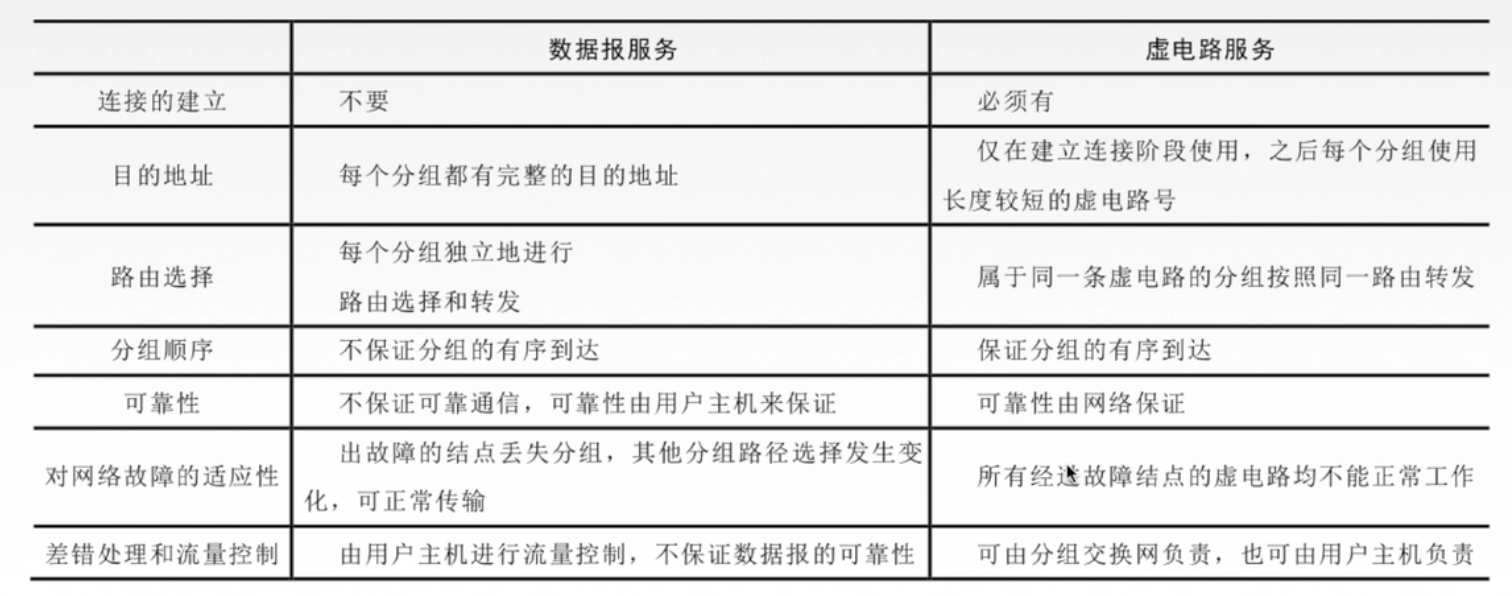 数据报服务 虚电路服务
连接的建立 不要 必须有
目的地址 每个分组都有完整的目的地址 仅在建立连接阶段使用，之后每个分组使用
长度较短的虚电路号
路由选择 每个分组独立地进行
路由选择和转发 属于同一条虚电路的分组按照同一路由转发
分组顺序 不保证分组的有序到达 保证分组的有序到达
可靠性 不保证可靠通信，可靠性由用户主机来保证 可靠性由网络保证
对网络故障的适应性 出故障的结点丢失分组，其他分组路径选择发生变
化，可正常传输 所有经过故障结点的虚电路均不能正常工作
差错处理和流量控制 由用户主机进行流量控制，不保证数据报的可靠性 可由分组交换网负责，也可由用户主机负责